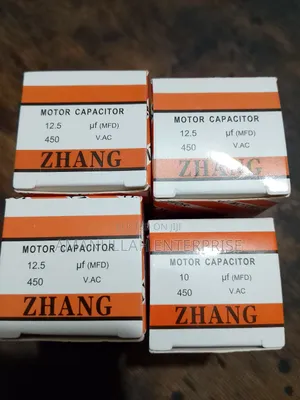 MOTOR CAPACITOR
12.5 µf (MFD)
450 V.AC
ZHANG
MOTOR CAPACITOR
12.5 µf (MFD)
450 V.AC
ZHANG
MOTOR CAPACITOR
12.5 µf (MFD)
450 V.AC
ZHANG
MOTOR CAPACITOR
10 µf (MFD)
450 V.AC
ZHANG
ENTERPRISE